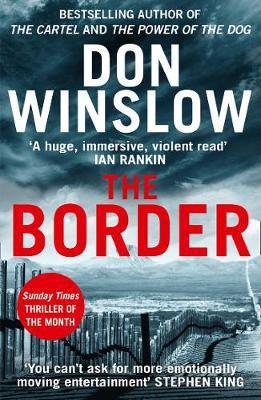 BESTSELLING AUTHOR OF
THE CARTEL AND THE POWER OF THE DOG
DON
WINSLOW
‘A huge, immersive, violent read’
IAN RANKIN
THE
BORDER
Sunday Times
THRILLER OF
THE MONTH
‘You can’t ask for more emotionally
moving entertainment’ STEPHEN KING